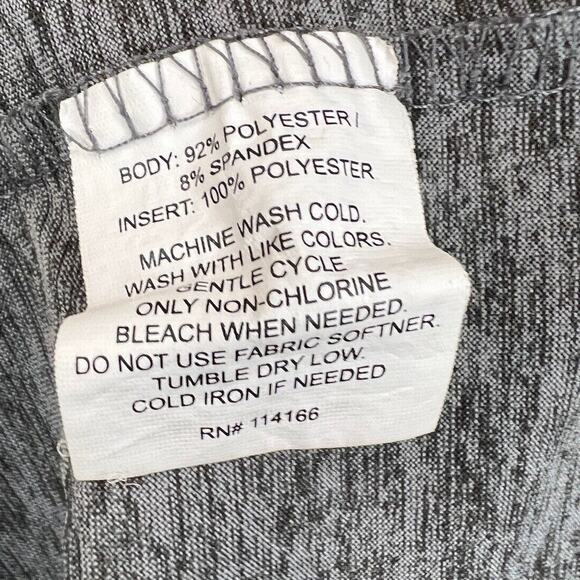 BODY: 92% POLYESTER/
8% SPANDEX
INSERT: 100% POLYESTER
MACHINE WASH COLD.
WASH WITH LIKE COLORS.
GENTLE CYCLE
ONLY NON-CHLORINE
BLEACH WHEN NEEDED.
DO NOT USE FABRIC SOFTNER.
TUMBLE DRY LOW.
COLD IRON IF NEEDED
RN# 114166